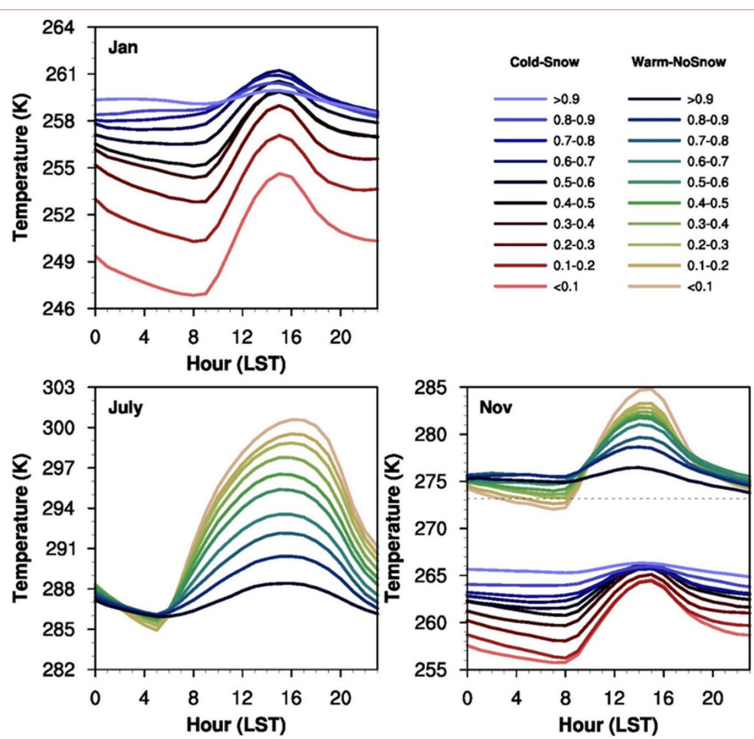 Jan
264
261
258
255
252
249
246
Temperature (K)
0 4 8 12 16 20
Hour (LST)
Cold-Snow Warm-NoSnow
>0.9 >0.9
0.8-0.9 0.8-0.9
0.7-0.8 0.7-0.8
0.6-0.7 0.6-0.7
0.5-0.6 0.5-0.6
0.4-0.5 0.4-0.5
0.3-0.4 0.3-0.4
0.2-0.3 0.2-0.3
0.1-0.2 0.1-0.2
<0.1 <0.1
July
303
300
297
294
291
288
285
282
Temperature (K)
0 4 8 12 16 20
Hour (LST)
Nov
285
280
275
270
265
260
255
Temperature (K)
0 4 8 12 16 20
Hour (LST)